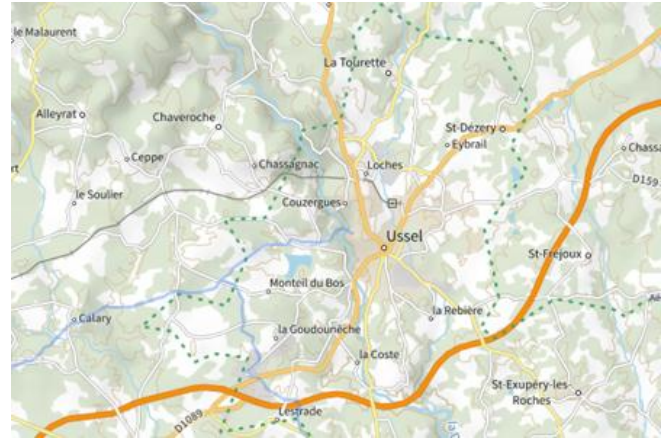 le Malaurent
La Tourette
Alleyrat
Chaveroche
St-Dézery
Eybrail
Ceppe
Chassagnac
Loches
Chassa
D159
le Soulier
Couzergues
Ussel
St-Fréjoux
Monteil du Bos
Calary
la Rebière
la Goudounèche
la Coste
St-Exupéry-les-
Roches
D1089
Lestrade